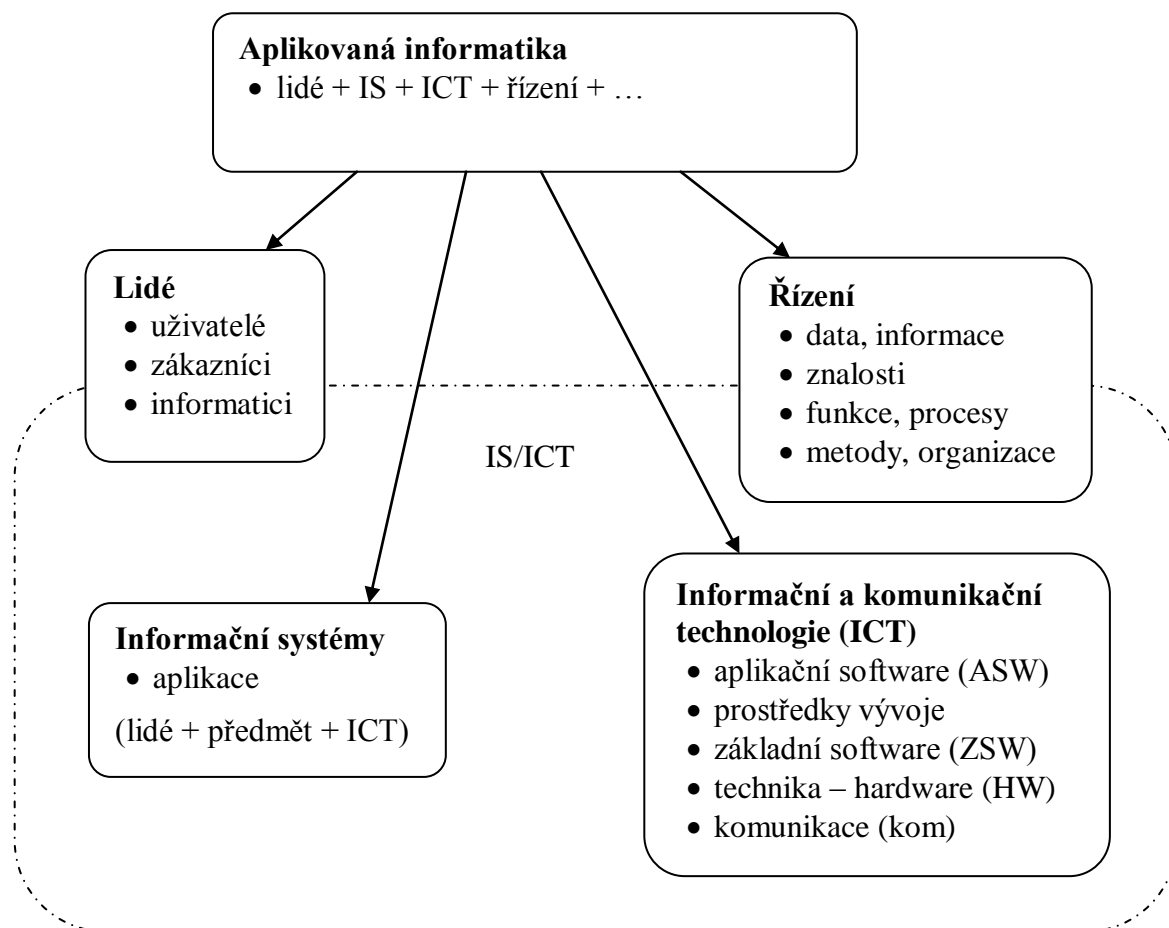 Aplikovaná informatika
• lidé + IS + ICT + řízení + …
Lidé
• uživatelé
• zákazníci
• informatici
Řízení
• data, informace
• znalosti
• funkce, procesy
• metody, organizace
IS/ICT
Informační systémy
• aplikace
(lidé + předmět + ICT)
Informační a komunikační
technologie (ICT)
• aplikační software (ASW)
• prostředky vývoje
• základní software (ZSW)
• technika – hardware (HW)
• komunikace (kom)